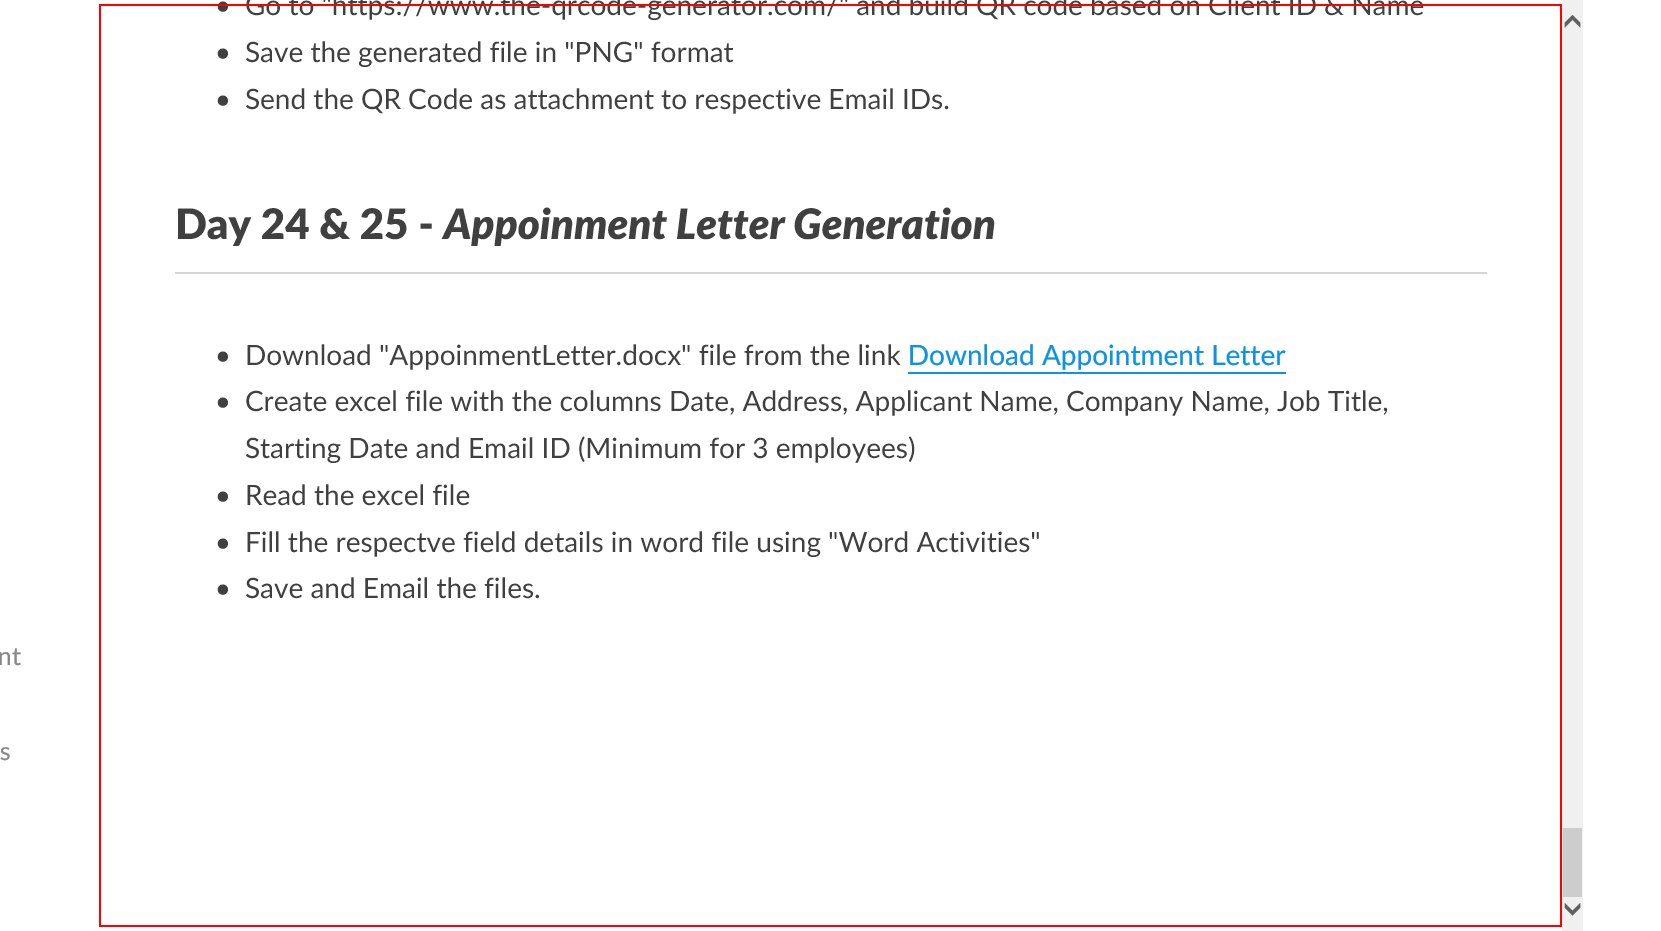 Go to "https://www.the-qrcode-generator.com/" and build QR code based on Client ID & Name
Save the generated file in "PNG" format
Send the QR Code as attachment to respective Email IDs.
Day 24 & 25 - Appoinment Letter Generation
Download "AppoinmentLetter.docx" file from the link Download Appointment Letter
Create excel file with the columns Date, Address, Applicant Name, Company Name, Job Title,
Starting Date and Email ID (Minimum for 3 employees)
Read the excel file
Fill the respectve field details in word file using "Word Activities"
Save and Email the files.
nt
s